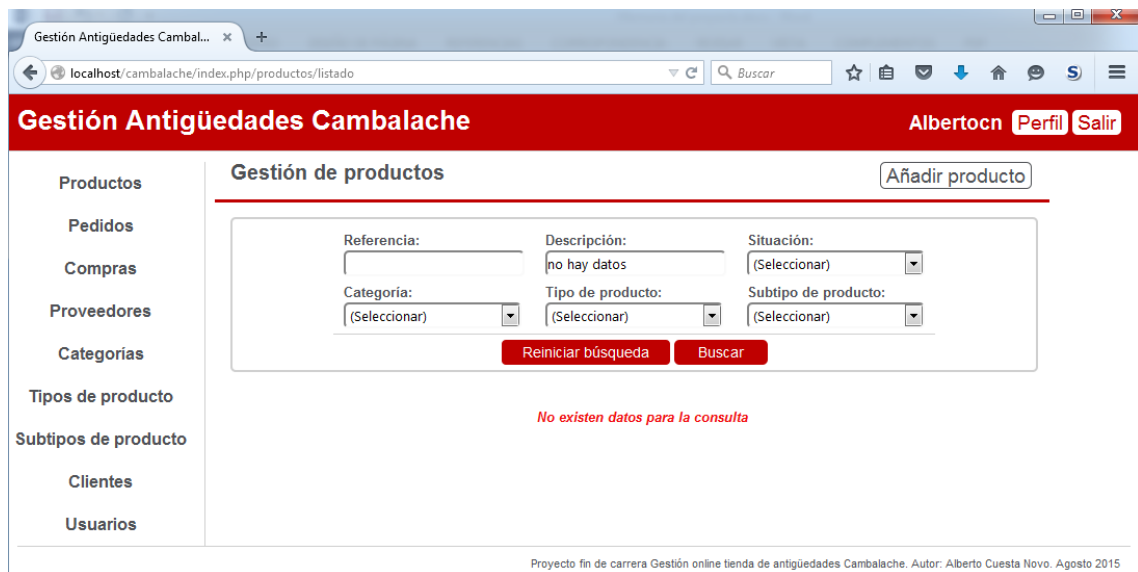 Gestión Antigüedades Cambal...
localhost/cambalache/index.php/productos/listado
Buscar
Gestión Antigüedades Cambalache
Albertocn Perfil Salir
Productos
Pedidos
Compras
Proveedores
Categorías
Tipos de producto
Subtipos de producto
Clientes
Usuarios
Gestión de productos
Añadir producto
Referencia: Descripción: Situación:
no hay datos (Seleccionar)
Categoría: Tipo de producto: Subtipo de producto:
(Seleccionar) (Seleccionar) (Seleccionar)
Reiniciar búsqueda Buscar
No existen datos para la consulta
Proyecto fin de carrera Gestión online tienda de antigüedades Cambalache. Autor: Alberto Cuesta Novo. Agosto 2015